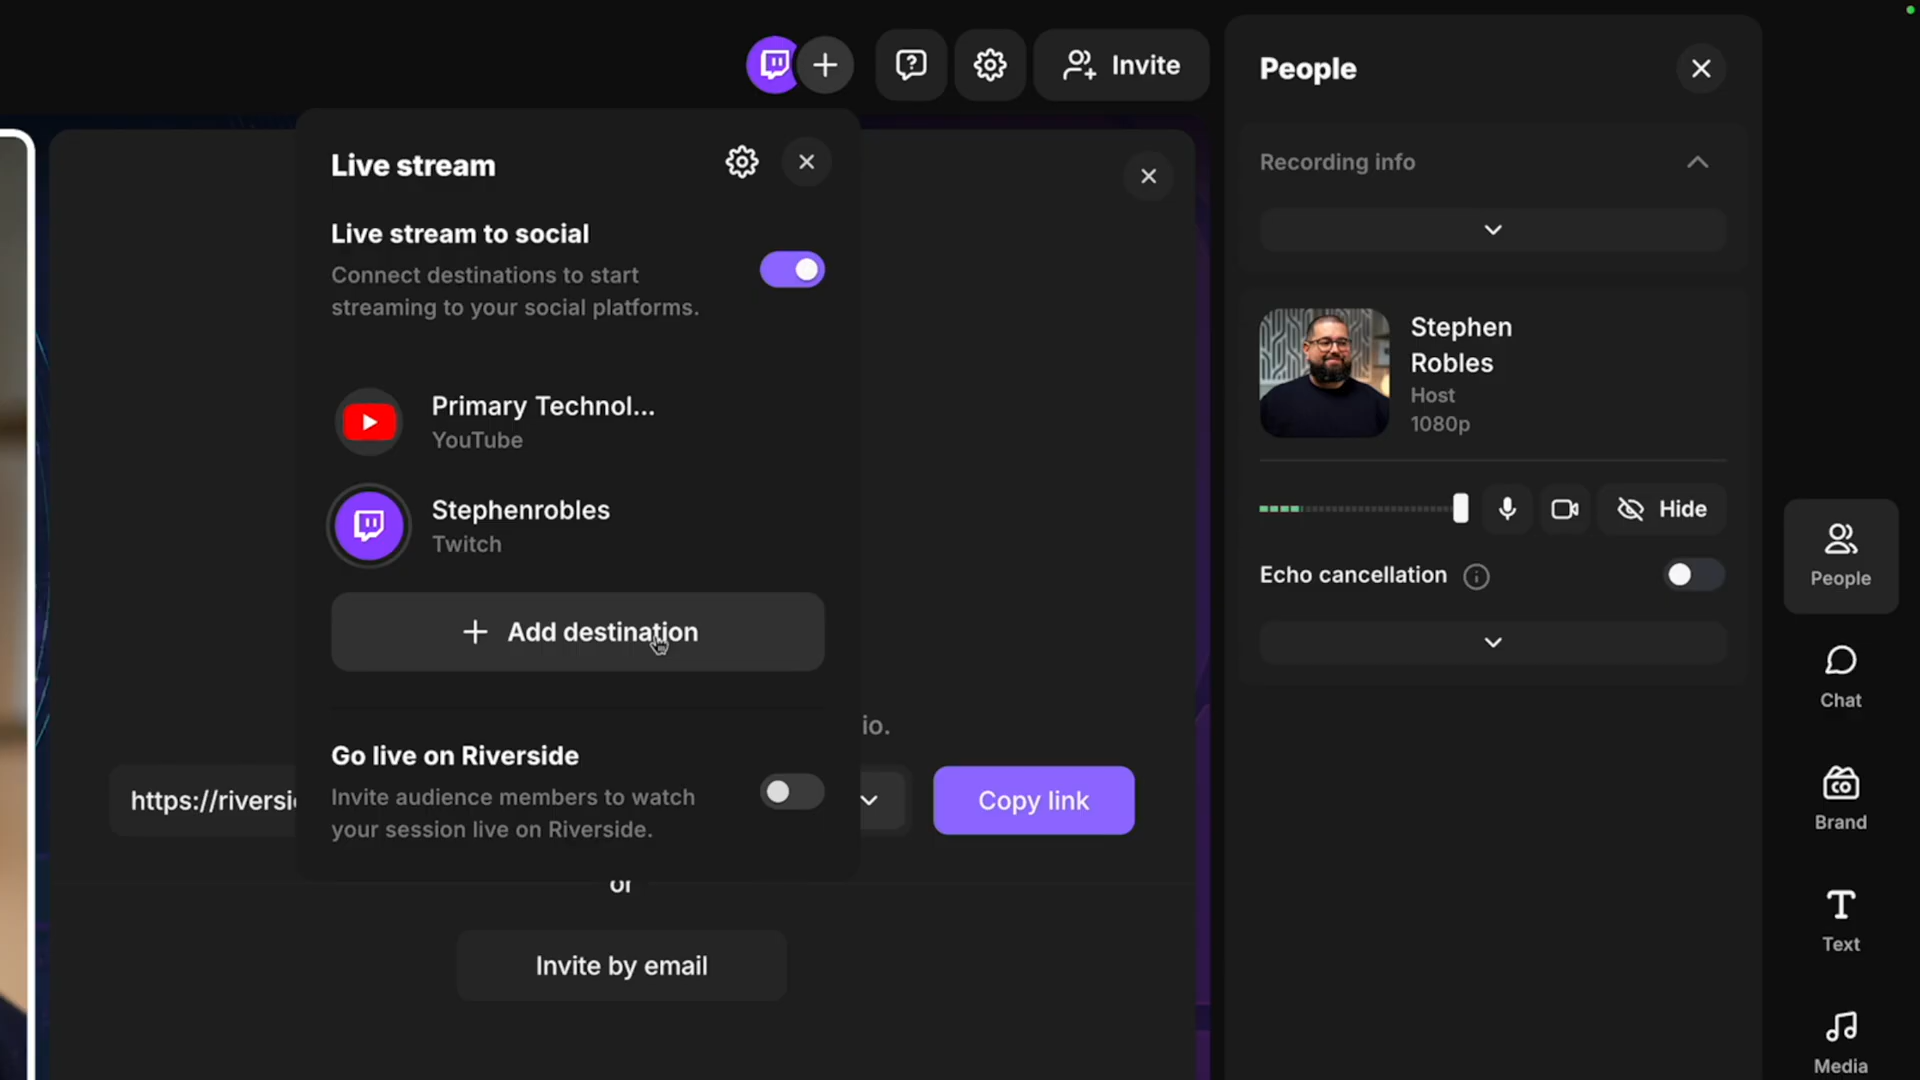 Invite
People
Live stream
Live stream to social
Connect destinations to start
streaming to your social platforms.
Primary Technol...
YouTube
Stephenrobles
Twitch
Add destination
Go live on Riverside
Invite audience members to watch
your session live on Riverside.
io.
https://riversi
Copy link
or
Invite by email
Recording info
Stephen
Robles
Host
1080p
Hide
Echo cancellation
People
Chat
Brand
Text
Media